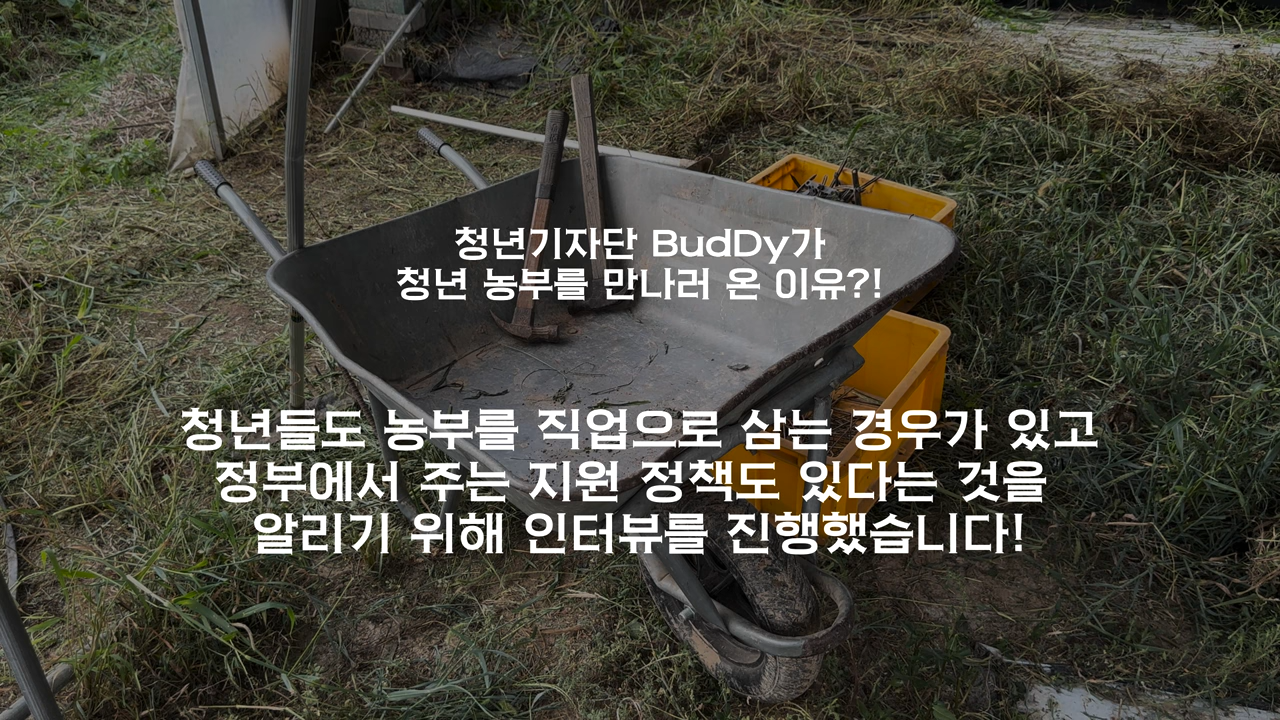 청년기자단 BudDy가
청년 농부를 만나러 온 이유?!
청년들도 농부를 직업으로 삼는 경우가 있고
정부에서 주는 지원 정책도 있다는 것을
알리기 위해 인터뷰를 진행했습니다!